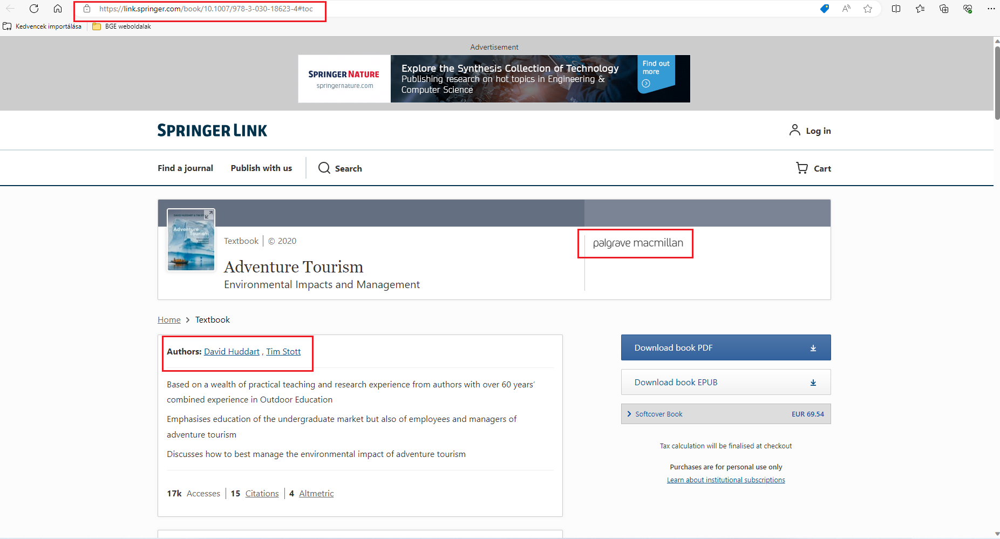 https://link.springer.com/book/10.1007/978-3-030-18623-4#toc
Kedvencek importálása
BGE weboldalak
Advertisement
SPRINGER NATURE
springernature.com
Explore the Synthesis Collection of Technology
Publishing research on hot topics in Engineering &
Computer Science
Find out
more
SPRINGER LINK
Log in
Find a journal
Publish with us
Search
Cart
DAVID HUDDART & TIM
Adventure
Tourism
Textbook
© 2020
palgrave macmillan
Adventure Tourism
Environmental Impacts and Management
Home
Textbook
Authors: David Huddart , Tim Stott
Based on a wealth of practical teaching and research experience from authors with over 60 years’
combined experience in Outdoor Education
Emphasises education of the undergraduate market but also of employees and managers of
adventure tourism
Discusses how to best manage the environmental impact of adventure tourism
17k Accesses
15 Citations
4 Altmetric
Download book PDF
Download book EPUB
Softcover Book
EUR 69.54
Tax calculation will be finalised at checkout
Purchases are for personal use only
Learn about institutional subscriptions